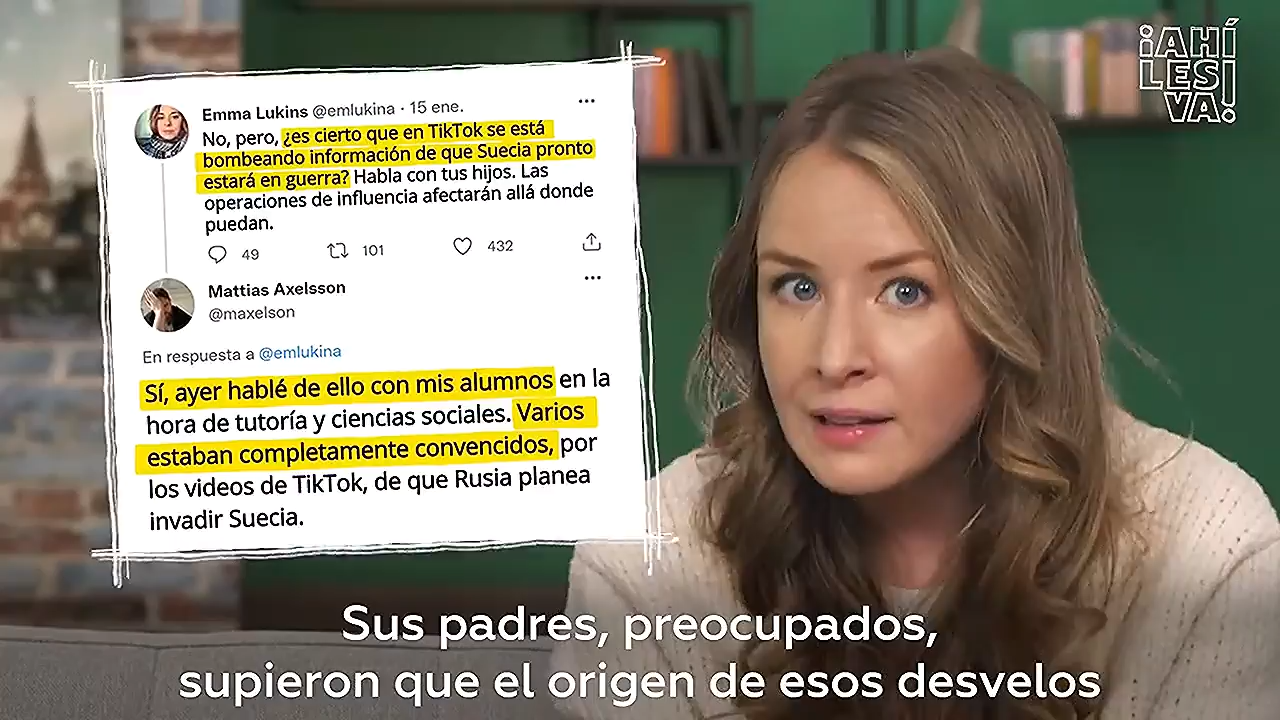 ¡AHÍ
LES
VA!
Emma Lukins @emlukina · 15 ene.
No, pero, ¿es cierto que en TikTok se está
bombeando información de que Suecia pronto
estará en guerra? Habla con tus hijos. Las
operaciones de influencia afectarán allá donde
puedan.
49 101 432
Mattias Axelsson
@maxelson
En respuesta a @emlukina
Sí, ayer hablé de ello con mis alumnos en la
hora de tutoría y ciencias sociales. Varios
estaban completamente convencidos, por
los videos de TikTok, de que Rusia planea
invadir Suecia.
Sus padres, preocupados,
supieron que el origen de esos desvelos